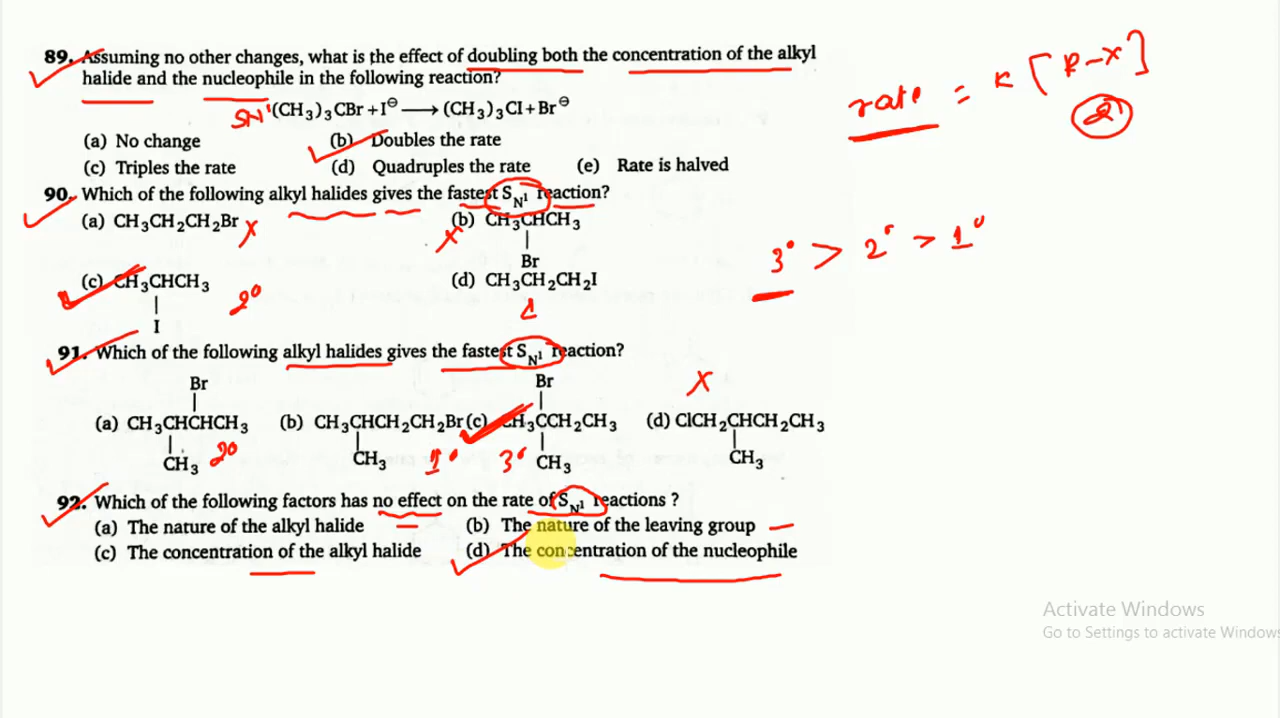 89. Assuming no other changes, what is the effect of doubling both the concentration of the alkyl
halide and the nucleophile in the following reaction?
SN¹ (CH₃)₃CBr + I⊖ ⟶ (CH₃)₃CI + Br⊖
(a) No change (b) Doubles the rate
(c) Triples the rate (d) Quadruples the rate (e) Rate is halved
rate = K [R-X]
2
90. Which of the following alkyl halides gives the fastest S_N1 reaction?
(a) CH₃CH₂CH₂Br X (b) CH₃CHCH₃ X
Br
3° > 2° > 1°
(c) CH₃CHCH₃ 2° (d) CH₃CH₂CH₂I
I
91. Which of the following alkyl halides gives the fastest S_N1 reaction?
Br Br X
(a) CH₃CHCHCH₃ (b) CH₃CHCH₂CH₂Br (c) CH₃CCH₂CH₃ (d) ClCH₂CHCH₂CH₃
CH₃ 2° CH₃ 1° 3° CH₃ CH₃
92. Which of the following factors has no effect on the rate of S_N1 reactions ?
(a) The nature of the alkyl halide (b) The nature of the leaving group
(c) The concentration of the alkyl halide (d) The concentration of the nucleophile
Activate Windows
Go to Settings to activate Windows